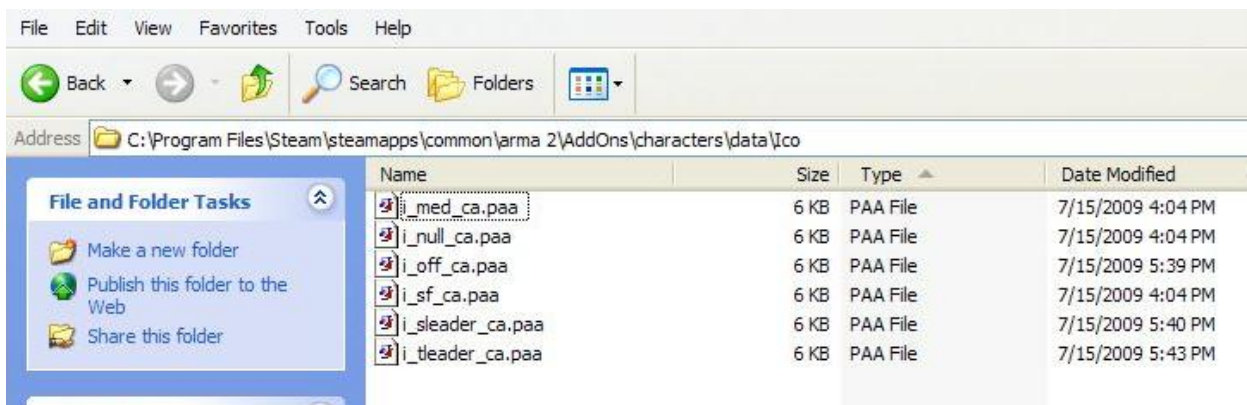 File Edit View Favorites Tools Help
Back Search Folders
Address C:\Program Files\Steam\steamapps\common\arma 2\AddOns\characters\data\Ico
Name Size Type Date Modified
File and Folder Tasks
Make a new folder
Publish this folder to the
Web
Share this folder
i_med_ca.paa 6 KB PAA File 7/15/2009 4:04 PM
i_null_ca.paa 6 KB PAA File 7/15/2009 4:04 PM
i_off_ca.paa 6 KB PAA File 7/15/2009 5:39 PM
i_sf_ca.paa 6 KB PAA File 7/15/2009 4:04 PM
i_sleader_ca.paa 6 KB PAA File 7/15/2009 5:40 PM
i_tleader_ca.paa 6 KB PAA File 7/15/2009 5:43 PM